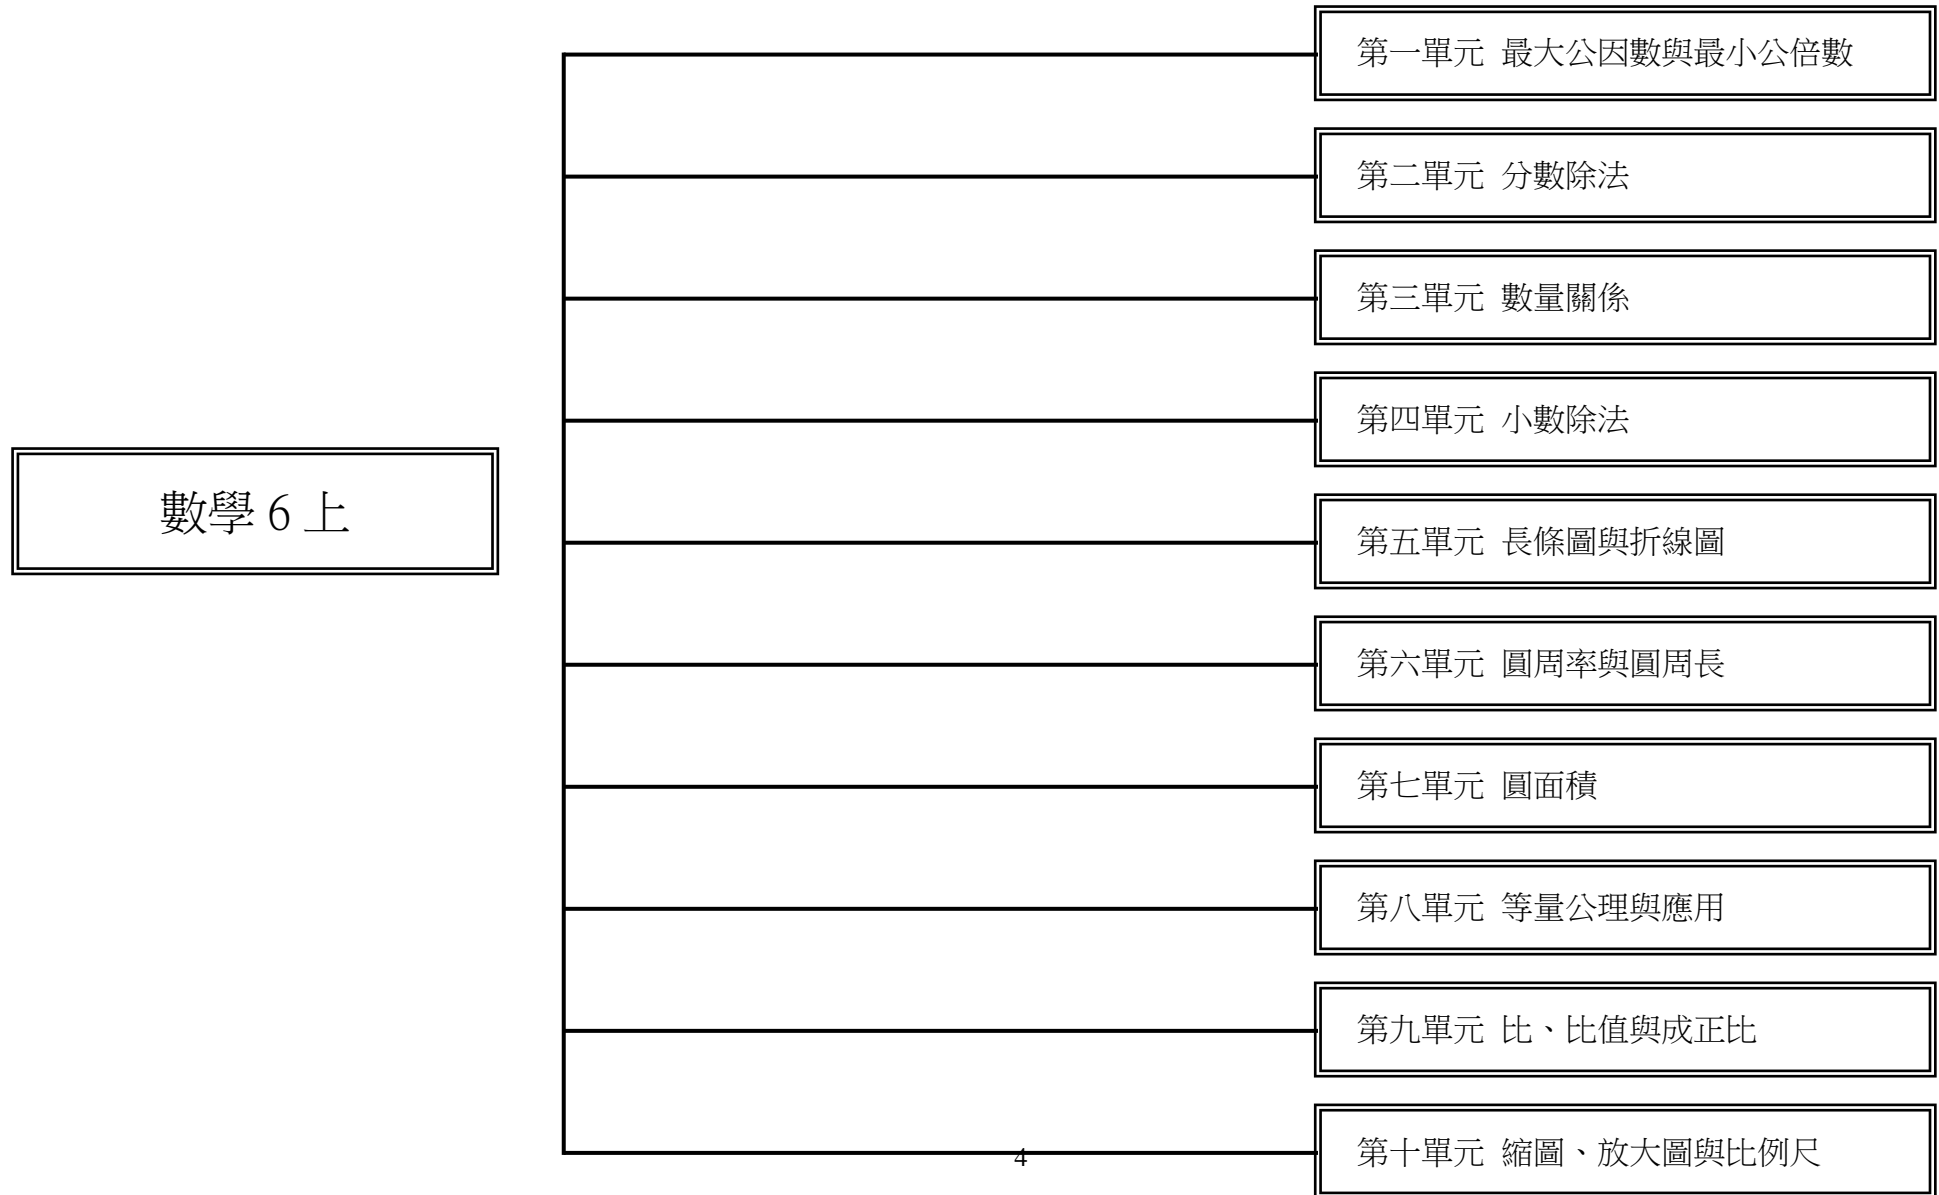 數學 6 上
第一單元 最大公因數與最小公倍數
第二單元 分數除法
第三單元 數量關係
第四單元 小數除法
第五單元 長條圖與折線圖
第六單元 圓周率與圓周長
第七單元 圓面積
第八單元 等量公理與應用
第九單元 比、比值與成正比
第十單元 縮圖、放大圖與比例尺
4